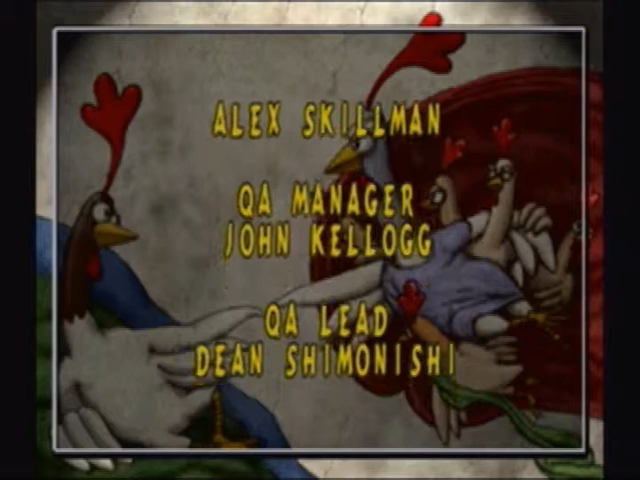 ALEX SKILLMAN
QA MANAGER
JOHN KELLOGG
QA LEAD
DEAN SHIMONISHI